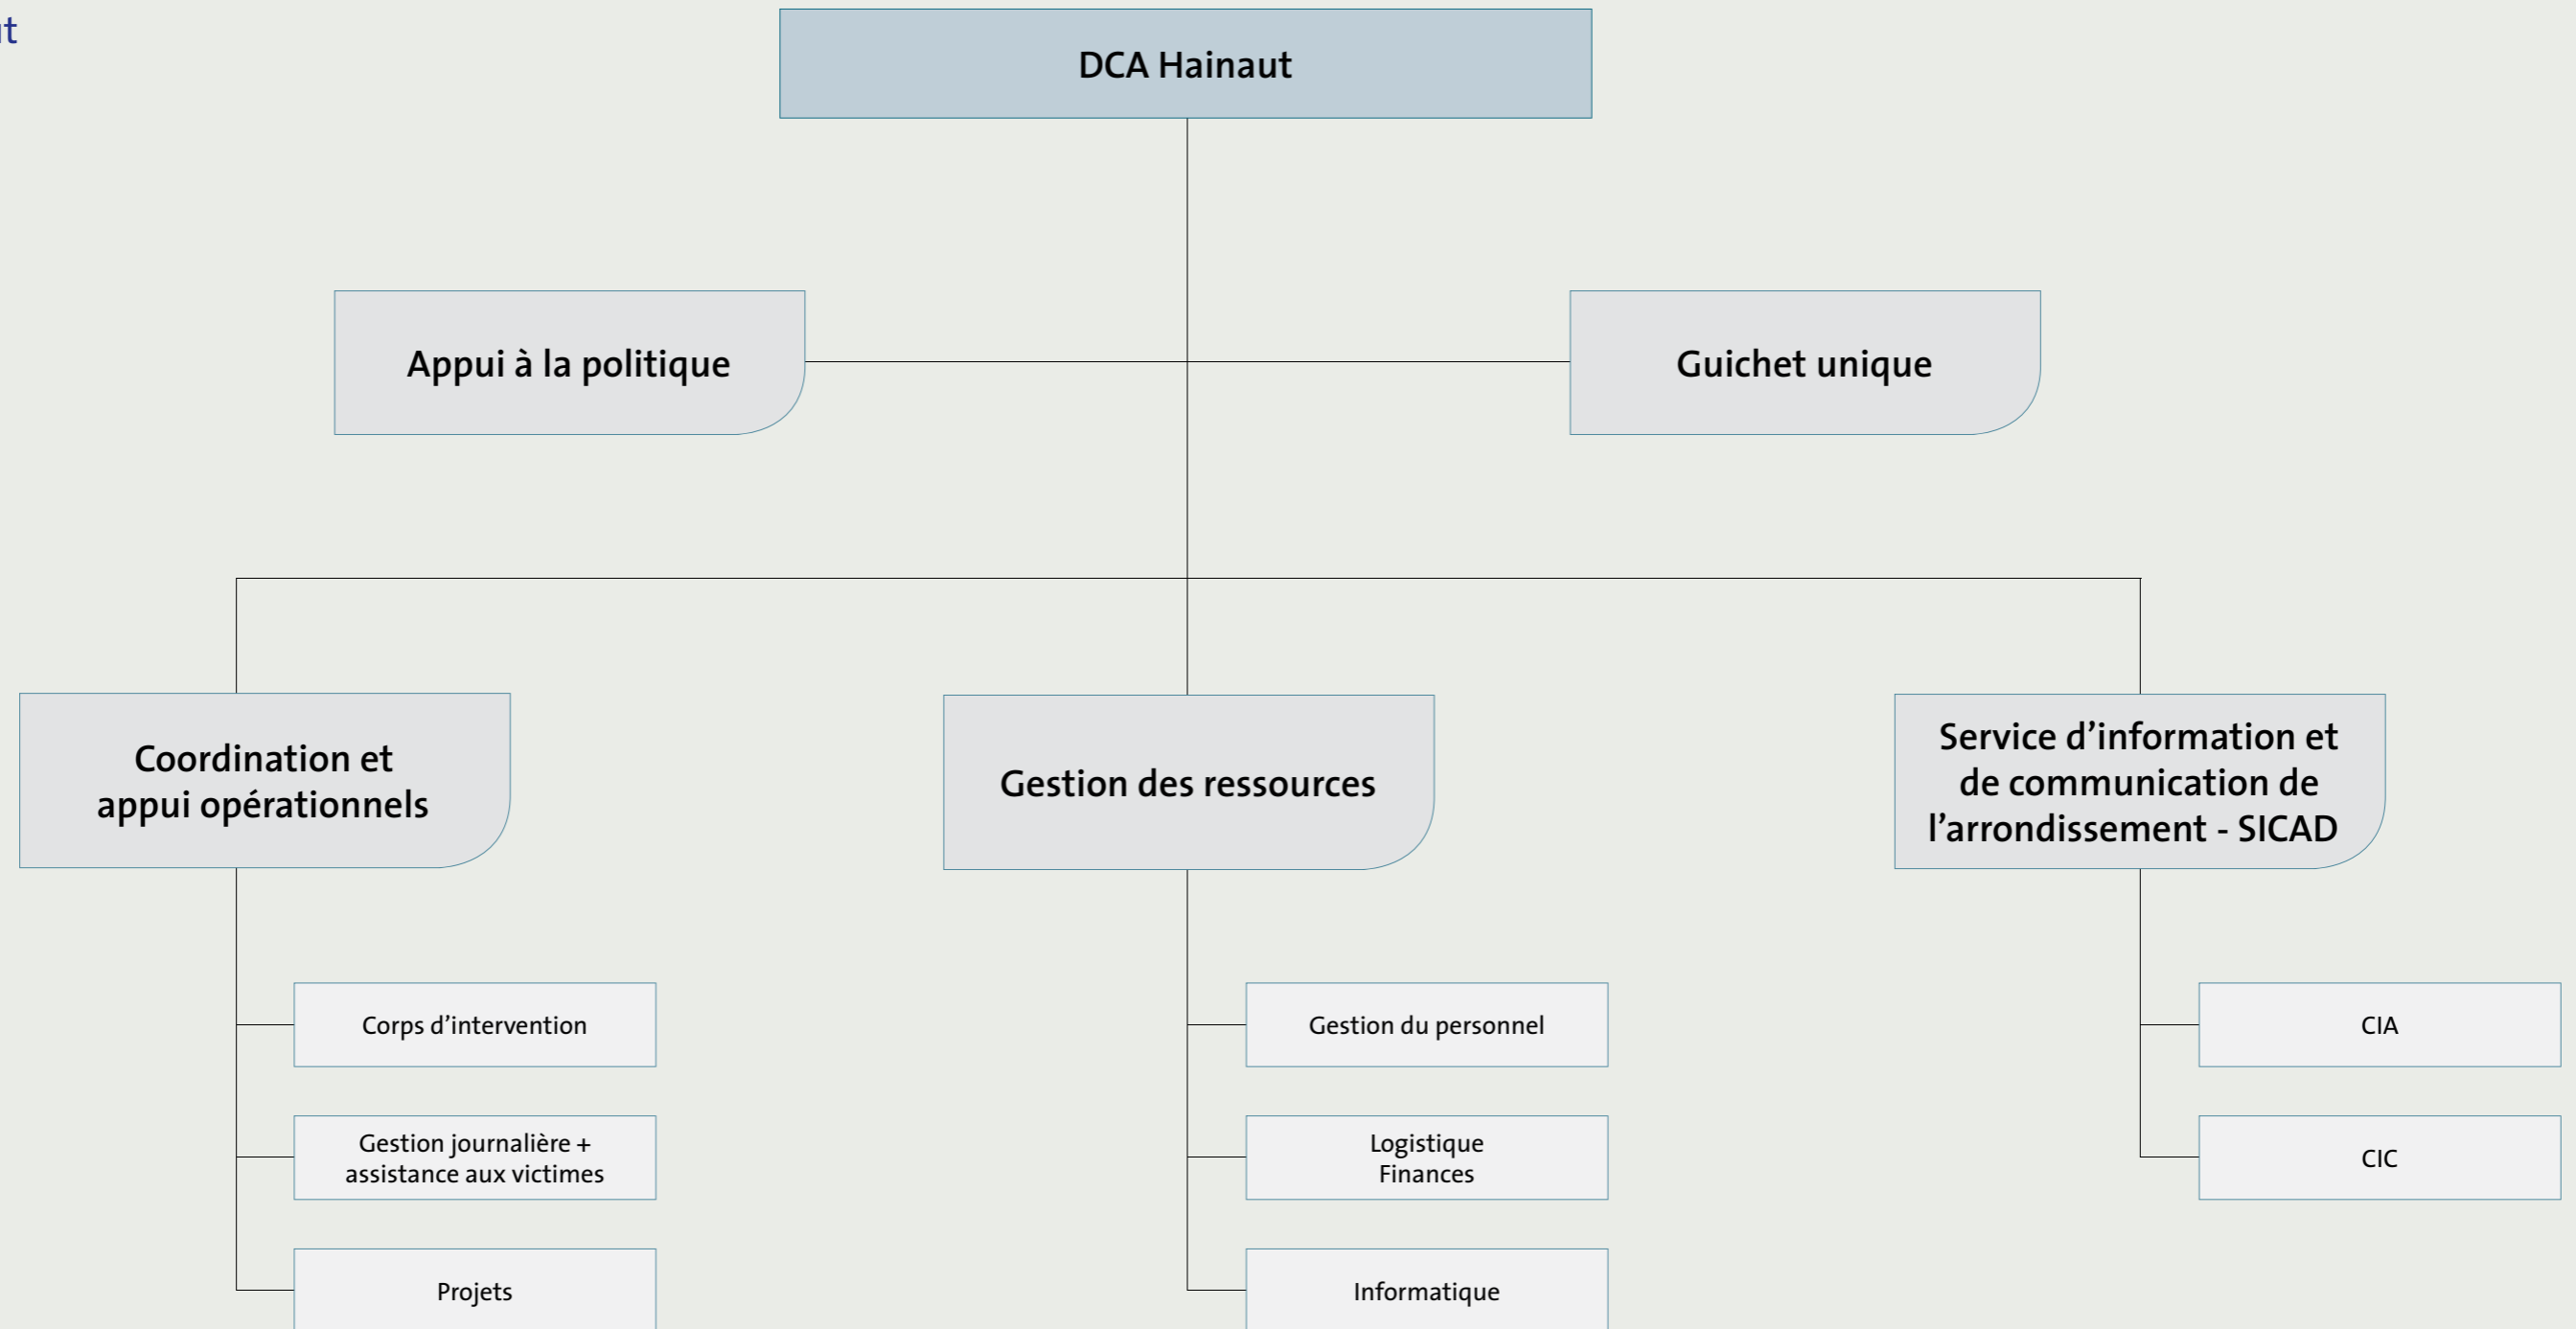 DCA Hainaut
Appui à la politique
Guichet unique
Coordination et
appui opérationnels
Gestion des ressources
Service d’information et
de communication de
l’arrondissement - SICAD
Corps d’intervention
Gestion journalière +
assistance aux victimes
Projets
Gestion du personnel
Logistique
Finances
Informatique
CIA
CIC